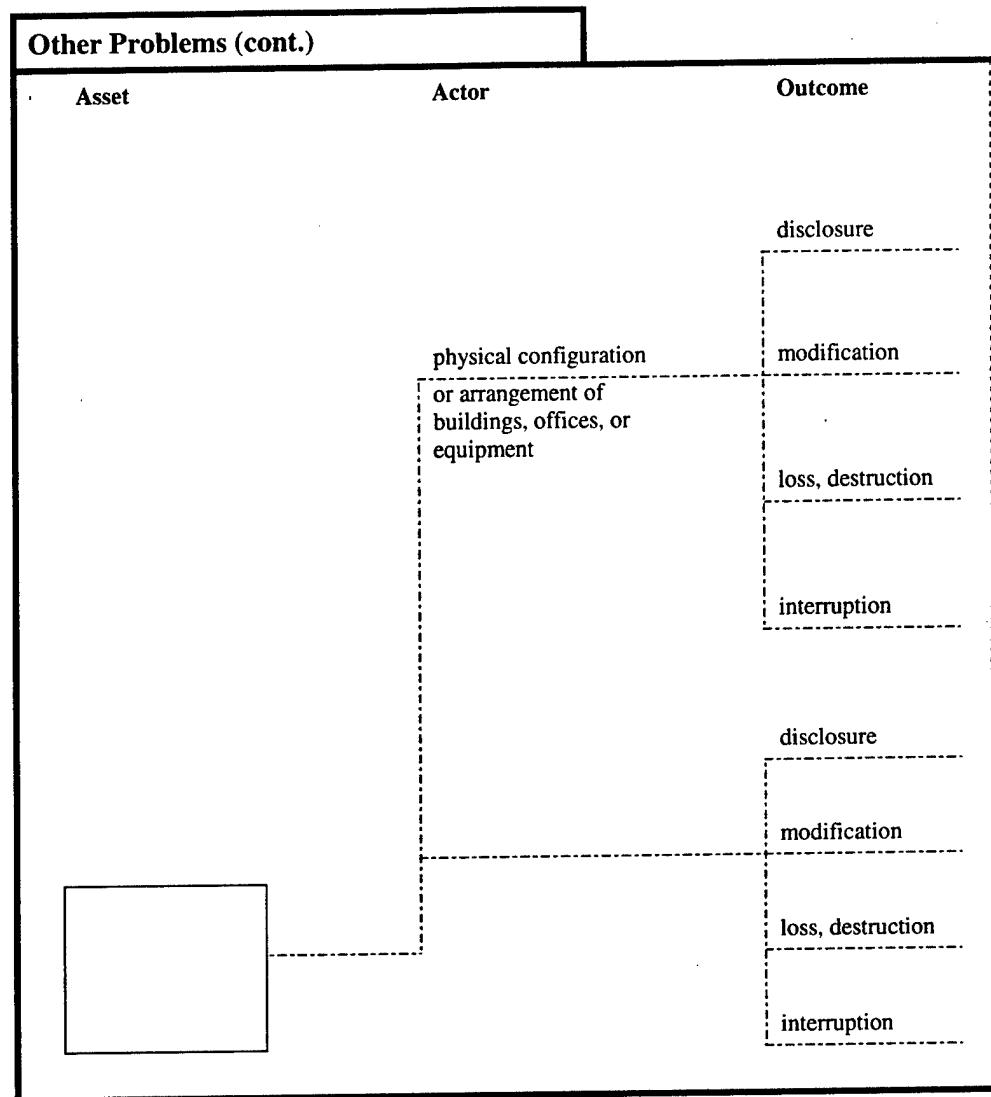 Other Problems (cont.)
Asset Actor Outcome
disclosure
physical configuration modification
or arrangement of
buildings, offices, or
equipment
loss, destruction
interruption
disclosure
modification
loss, destruction
interruption